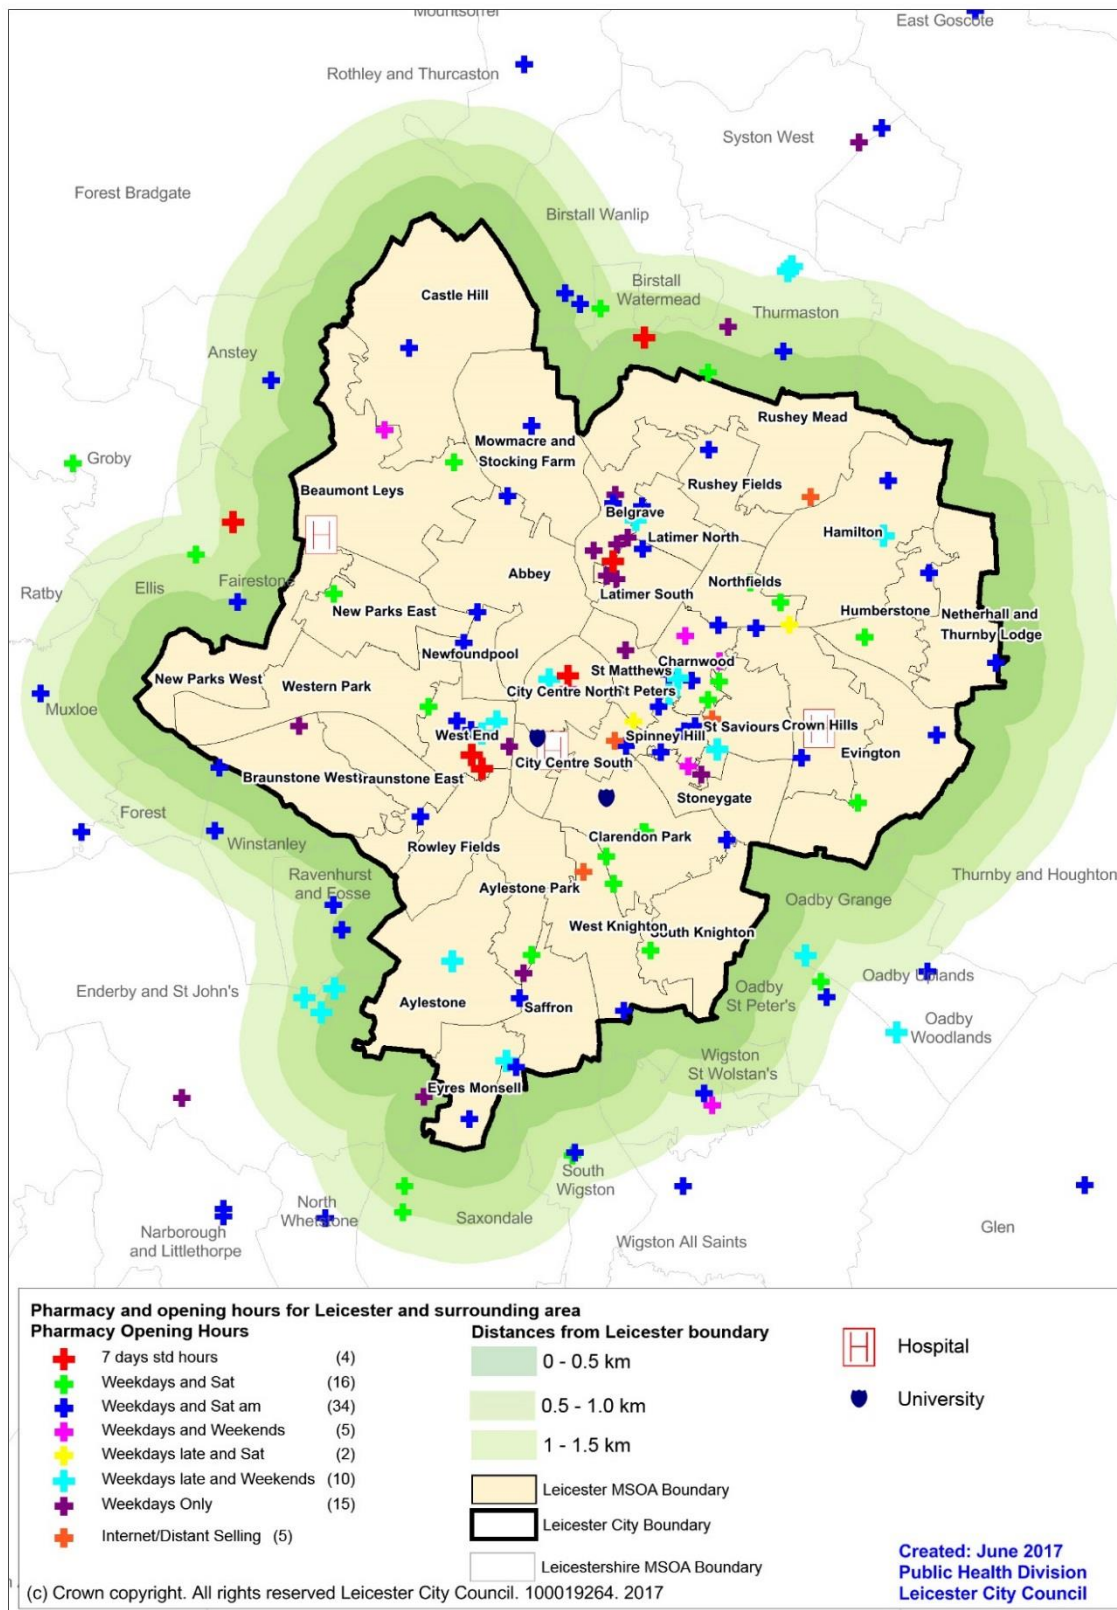 Mountsorrel
East Goscote
Rothley and Thurcaston
Syston West
Forest Bradgate
Birstall Wanlip
Birstall
Watermead
Castle Hill
Thurmaston
Anstey
Rushey Mead
Mowmacre and
Stocking Farm
Groby
Rushey Fields
Beaumont Leys
Belgrave
Hamilton
Latimer North
Abbey
Ellis
Fairestone
Northfields
Ratby
Latimer South
New Parks East
Humberstone
Netherhall and
Thurnby Lodge
Newfoundpool
Charnwood
St Matthews
New Parks West
Western Park
City Centre North
St Peters
Muxloe
St Saviours
Crown Hills
West End
Spinney Hill
Evington
City Centre South
Braunstone West
Braunstone East
Stoneygate
Forest
Winstanley
Clarendon Park
Rowley Fields
Ravenhurst
and Fosse
Thurnby and Houghton
Aylestone Park
Oadby Grange
West Knighton
South Knighton
Oadby Uplands
Enderby and St John's
Oadby
St Peter's
Aylestone
Saffron
Oadby
Woodlands
Wigston
St Wolstan's
Eyres Monsell
South
Wigston
North
Whetstone
Saxondale
Glen
Narborough
and Littlethorpe
Wigston All Saints
Pharmacy and opening hours for Leicester and surrounding area
Pharmacy Opening Hours
7 days std hours (4)
Weekdays and Sat (16)
Weekdays and Sat am (34)
Weekdays and Weekends (5)
Weekdays late and Sat (2)
Weekdays late and Weekends (10)
Weekdays Only (15)
Internet/Distant Selling (5)
Distances from Leicester boundary
0 - 0.5 km
0.5 - 1.0 km
1 - 1.5 km
Leicester MSOA Boundary
Leicester City Boundary
Leicestershire MSOA Boundary
H Hospital
University
Created: June 2017
Public Health Division
Leicester City Council
(c) Crown copyright. All rights reserved Leicester City Council. 100019264. 2017